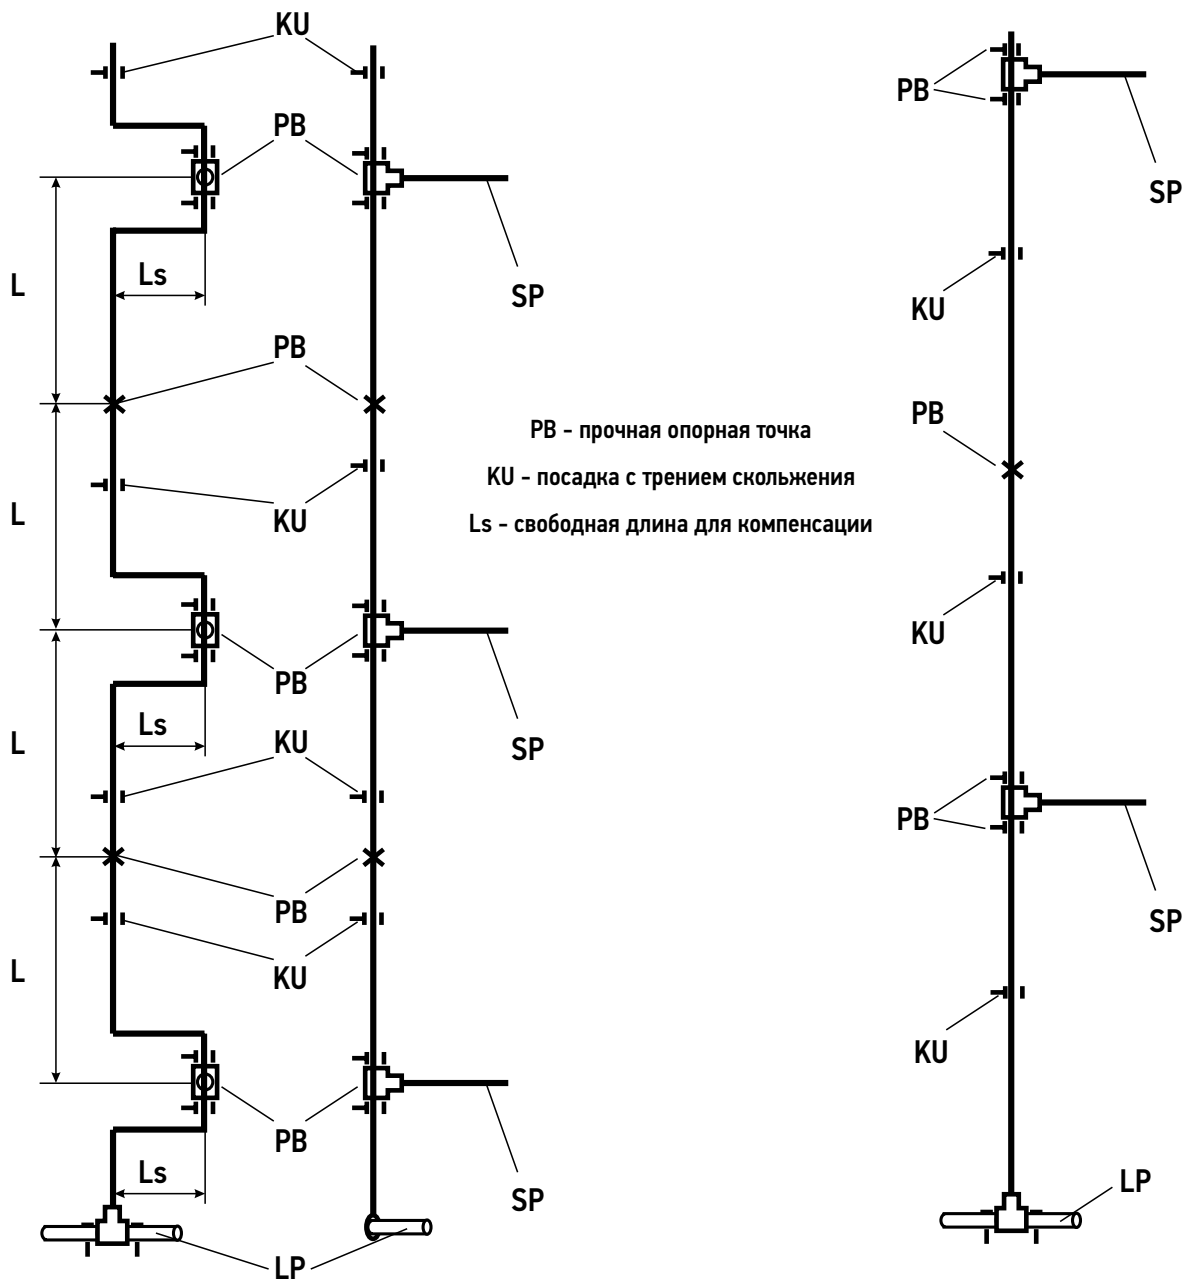 KU
PB
PB
SP
SP
L
Ls
SP
KU
PB
PB
PB - прочная опорная точка
KU - посадка с трением скольжения
Ls - свободная длина для компенсации
L
KU
KU
PB
Ls
KU
SP
L
PB
PB
SP
KU
L
KU
PB
Ls
SP
LP
LP